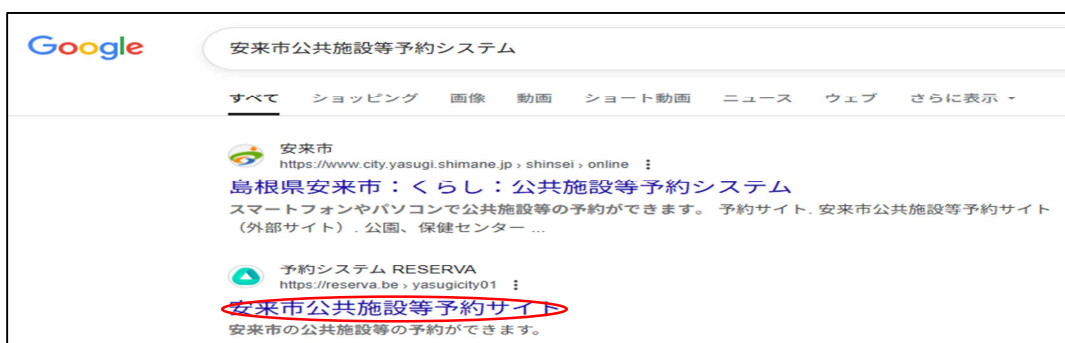 Google
安来市公共施設等予約システム
すべて ショッピング 画像 動画 ショート動画 ニュース ウェブ さらに表示
安来市
https://www.city.yasugi.shimane.jp › shinsei › online
島根県安来市：くらし：公共施設等予約システム
スマートフォンやパソコンで公共施設等の予約ができます。 予約サイト. 安来市公共施設等予約サイト
（外部サイト）. 公園、保健センター ...
予約システム RESERVA
https://reserva.be › yasugicity01
安来市公共施設等予約サイト
安来市の公共施設等の予約ができます。